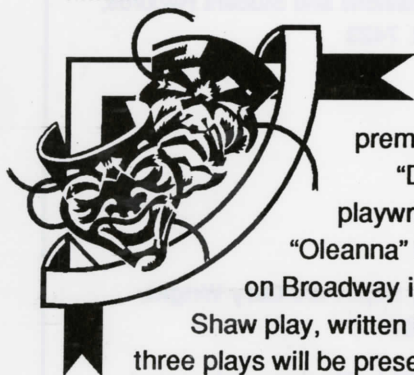 prem
"D
playwr
"Oleanna"
on Broadway i
Shaw play, written
three plays will be prese